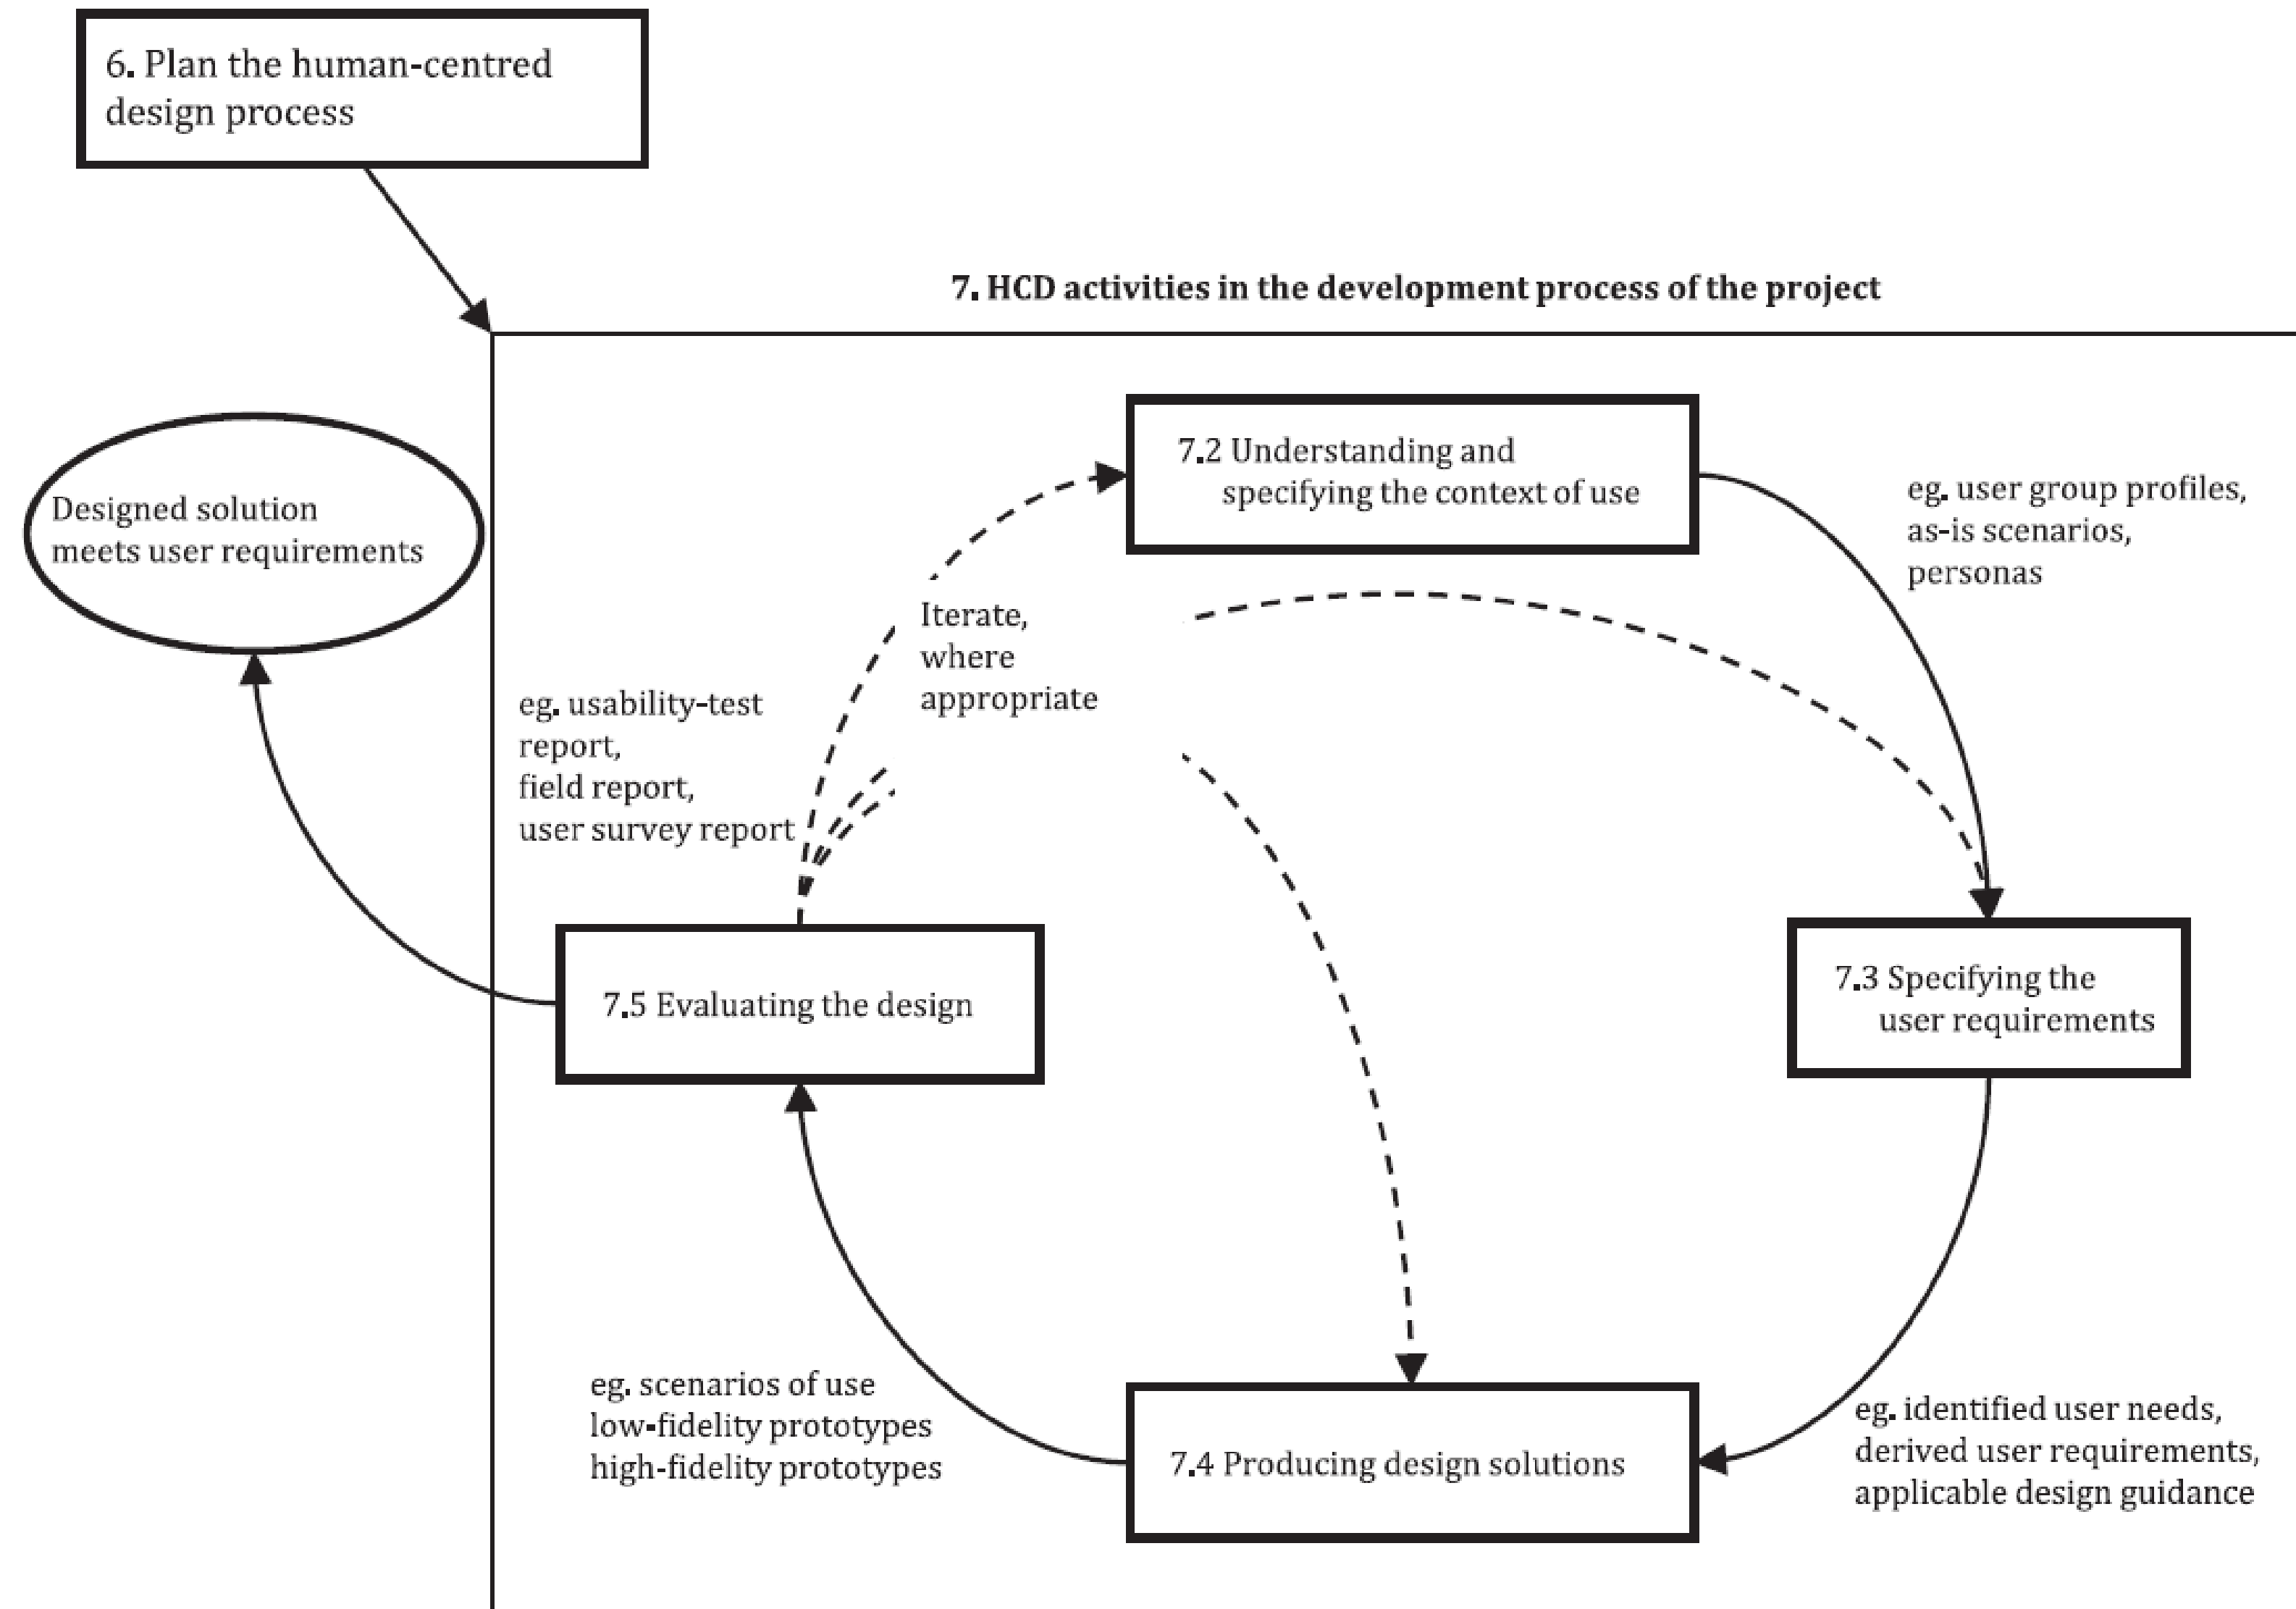 6. Plan the human-centred
design process
7. HCD activities in the development process of the project
7.2 Understanding and
specifying the context of use
eg. user group profiles,
as-is scenarios,
personas
Designed solution
meets user requirements
Iterate,
where
appropriate
eg. usability-test
report,
field report,
user survey report
7.5 Evaluating the design
7.3 Specifying the
user requirements
eg. scenarios of use
low-fidelity prototypes
high-fidelity prototypes
7.4 Producing design solutions
eg. identified user needs,
derived user requirements,
applicable design guidance